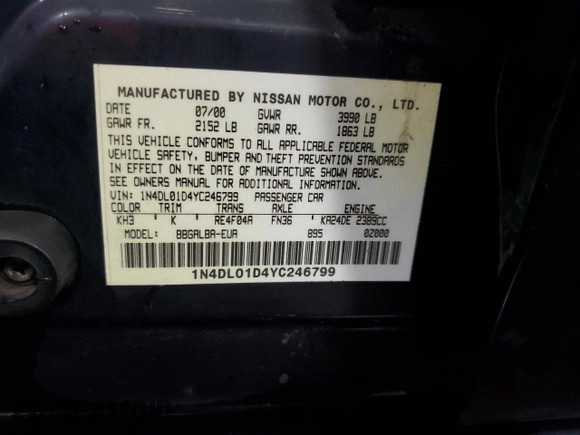 MANUFACTURED BY NISSAN MOTOR CO., LTD.
DATE 07/00 GVWR 3990 LB
GAWR FR. 2152 LB GAWR RR. 1863 LB
THIS VEHICLE CONFORMS TO ALL APPLICABLE FEDERAL MOTOR
VEHICLE SAFETY, BUMPER AND THEFT PREVENTION STANDARDS
IN EFFECT ON THE DATE OF MANUFACTURE SHOWN ABOVE.
SEE OWNERS MANUAL FOR ADDITIONAL INFORMATION.
VIN: 1N4DL01D4YC246799 PASSENGER CAR
COLOR TRIM TRANS AXLE ENGINE
KH3 K RE4F04A FN36 KA24DE 2389CC
MODEL: BBGALBA-EUA 895 0Z000
1N4DL01D4YC246799